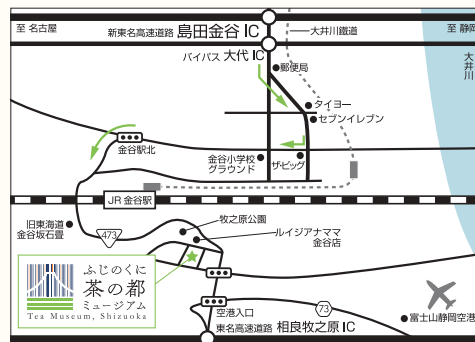 至 名古屋
新東名高速道路 島田金谷 IC
大井川鐵道
至 静岡
バイパス 大代 IC
大井川
郵便局
タイヨー
セブンイレブン
金谷駅北
金谷小学校
グラウンド
ザ・ビッグ
JR 金谷駅
旧東海道
金谷坂石畳
473
牧之原公園
ルイジアナママ
金谷店
ふじのくに
茶の都
ミュージアム
Tea Museum, Shizuoka
空港入口
73
東名高速道路 相良牧之原 IC
富士山静岡空港